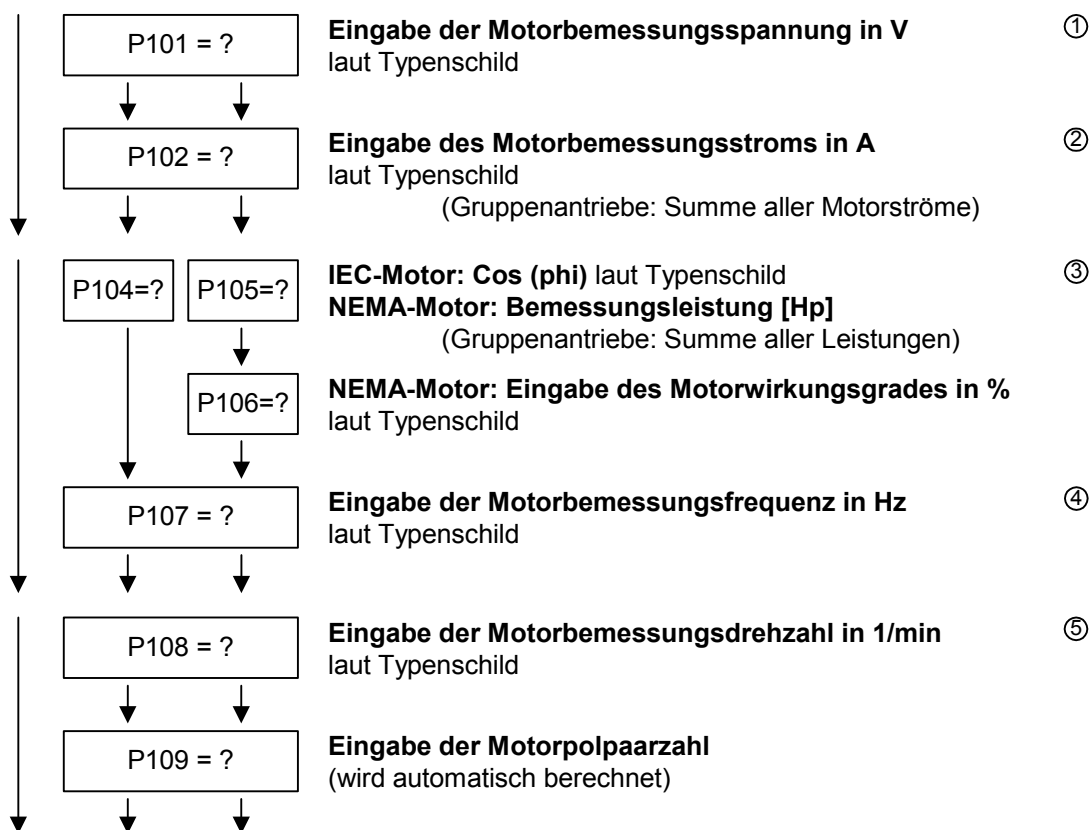 P101 = ?
Eingabe der Motorbemessungsspannung in V
①
laut Typenschild
P102 = ?
Eingabe des Motorbemessungsstroms in A
②
laut Typenschild
(Gruppenantriebe: Summe aller Motorströme)
P104=?
P105=?
IEC-Motor: Cos (phi) laut Typenschild
③
NEMA-Motor: Bemessungsleistung [Hp]
(Gruppenantriebe: Summe aller Leistungen)
P106=?
NEMA-Motor: Eingabe des Motorwirkungsgrades in %
laut Typenschild
P107 = ?
Eingabe der Motorbemessungsfrequenz in Hz
④
laut Typenschild
P108 = ?
Eingabe der Motorbemessungsdrehzahl in 1/min
⑤
laut Typenschild
P109 = ?
Eingabe der Motorpolpaarzahl
(wird automatisch berechnet)